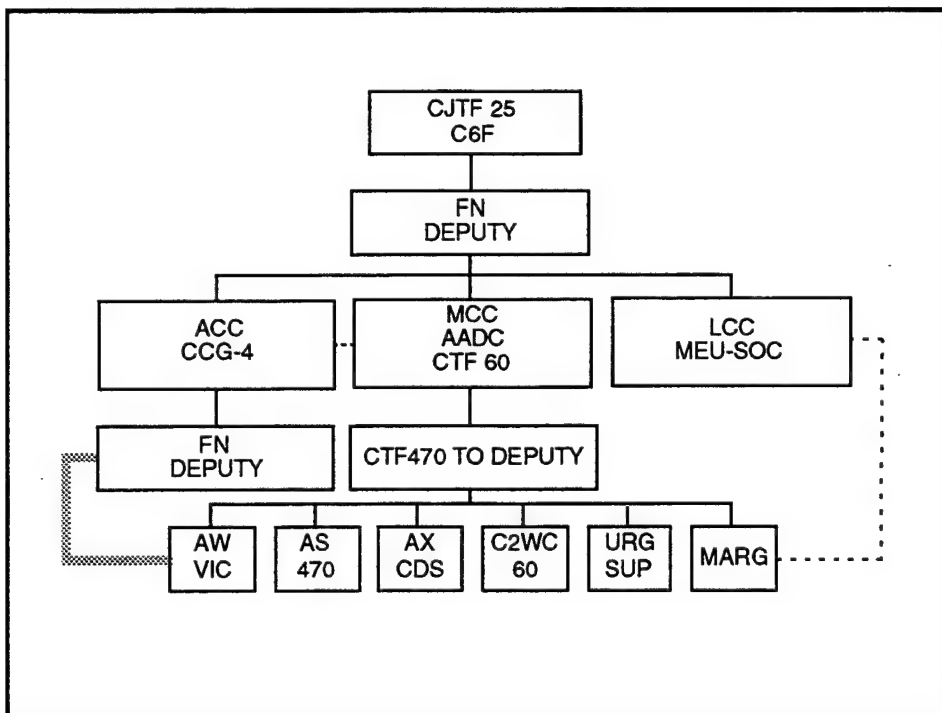 CJTF 25
C6F
FN
DEPUTY
ACC
CCG-4
MCC
AADC
CTF 60
LCC
MEU-SOC
FN
DEPUTY
CTF470 TO DEPUTY
AW
VIC
AS
470
AX
CDS
C2WC
60
URG
SUP
MARG